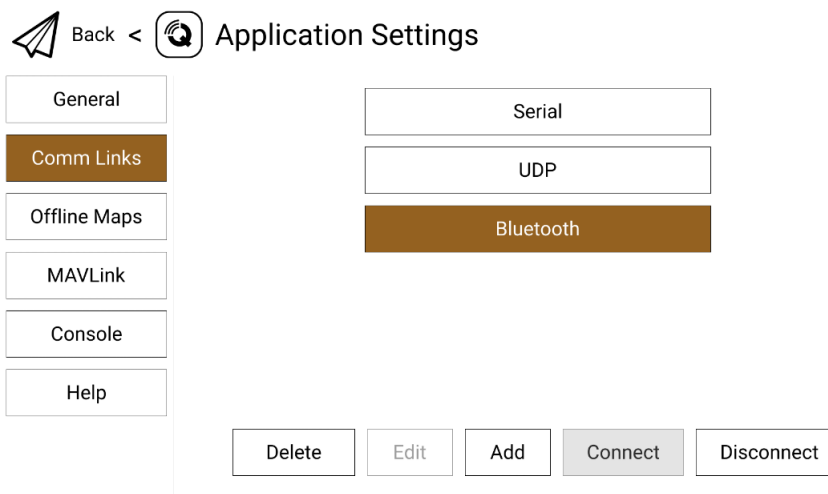 Back < Application Settings
General
Comm Links
Offline Maps
MAVLink
Console
Help
Serial
UDP
Bluetooth
Delete
Edit
Add
Connect
Disconnect